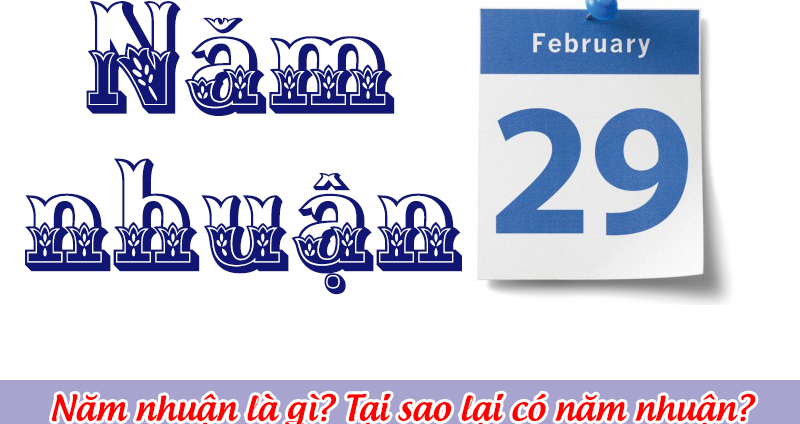 Năm
nhuận
February
29
Năm nhuận là gì? Tại sao lại có năm nhuận?